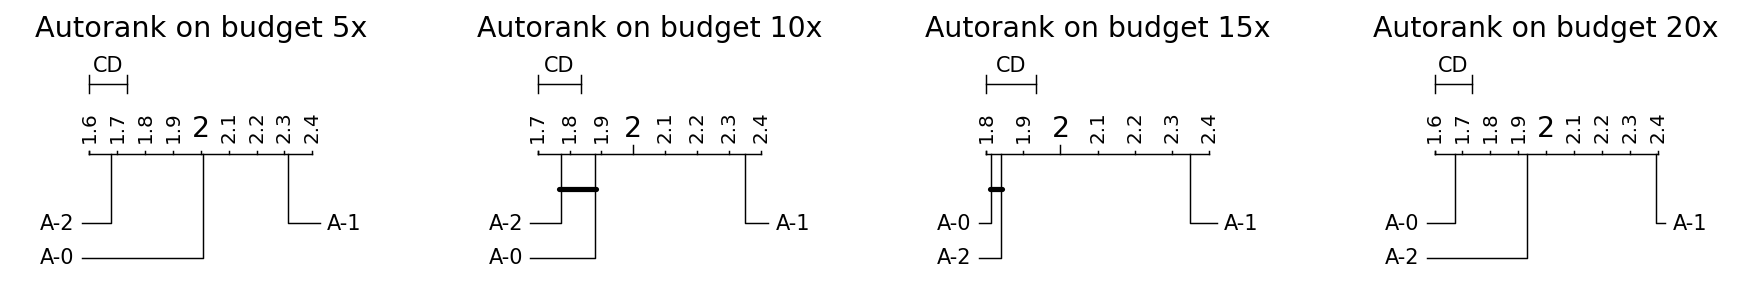 Autorank on budget 5x
CD
1.6 1.7 1.8 1.9 2 2.1 2.2 2.3 2.4
A-2 A-1
A-0
Autorank on budget 10x
CD
1.7 1.8 1.9 2 2.1 2.2 2.3 2.4
A-2 A-1
A-0
Autorank on budget 15x
CD
1.8 1.9 2 2.1 2.2 2.3 2.4
A-0 A-1
A-2
Autorank on budget 20x
CD
1.6 1.7 1.8 1.9 2 2.1 2.2 2.3 2.4
A-0 A-1
A-2